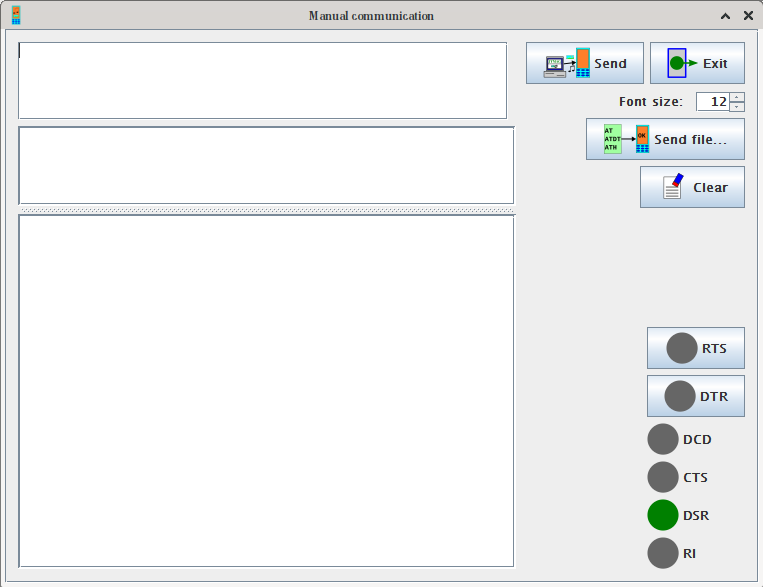 Manual communication
Send
Exit
Font size: 12
AT
ATDT
ATH
OK
Send file...
Clear
RTS
DTR
DCD
CTS
DSR
RI